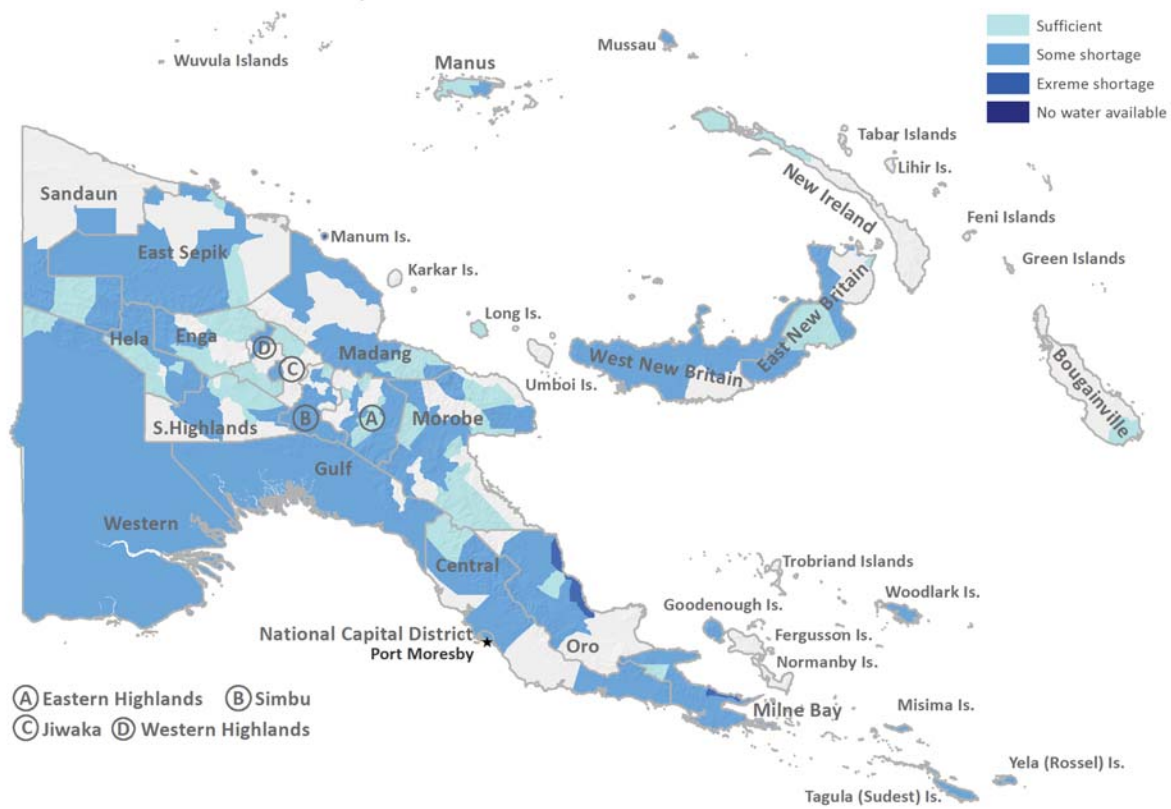 Sufficient
Some shortage
Exreme shortage
No water available
Mussau
Wuvula Islands
Manus
Tabar Islands
Lihir Is.
New Ireland
Sandaun
Feni Islands
East Sepik
Manum Is.
Green Islands
Karkar Is.
East New Britain
Long Is.
Hela
Enga
D
Madang
West New Britain
C
Umboi Is.
Bougainville
S.Highlands
B
A
Morobe
Gulf
Western
Central
Trobriand Islands
Goodenough Is.
Woodlark Is.
National Capital District
Port Moresby
Oro
Fergusson Is.
Normanby Is.
A Eastern Highlands B Simbu
C Jiwaka D Western Highlands
Milne Bay
Misima Is.
Yela (Rossel) Is.
Tagula (Sudest) Is.